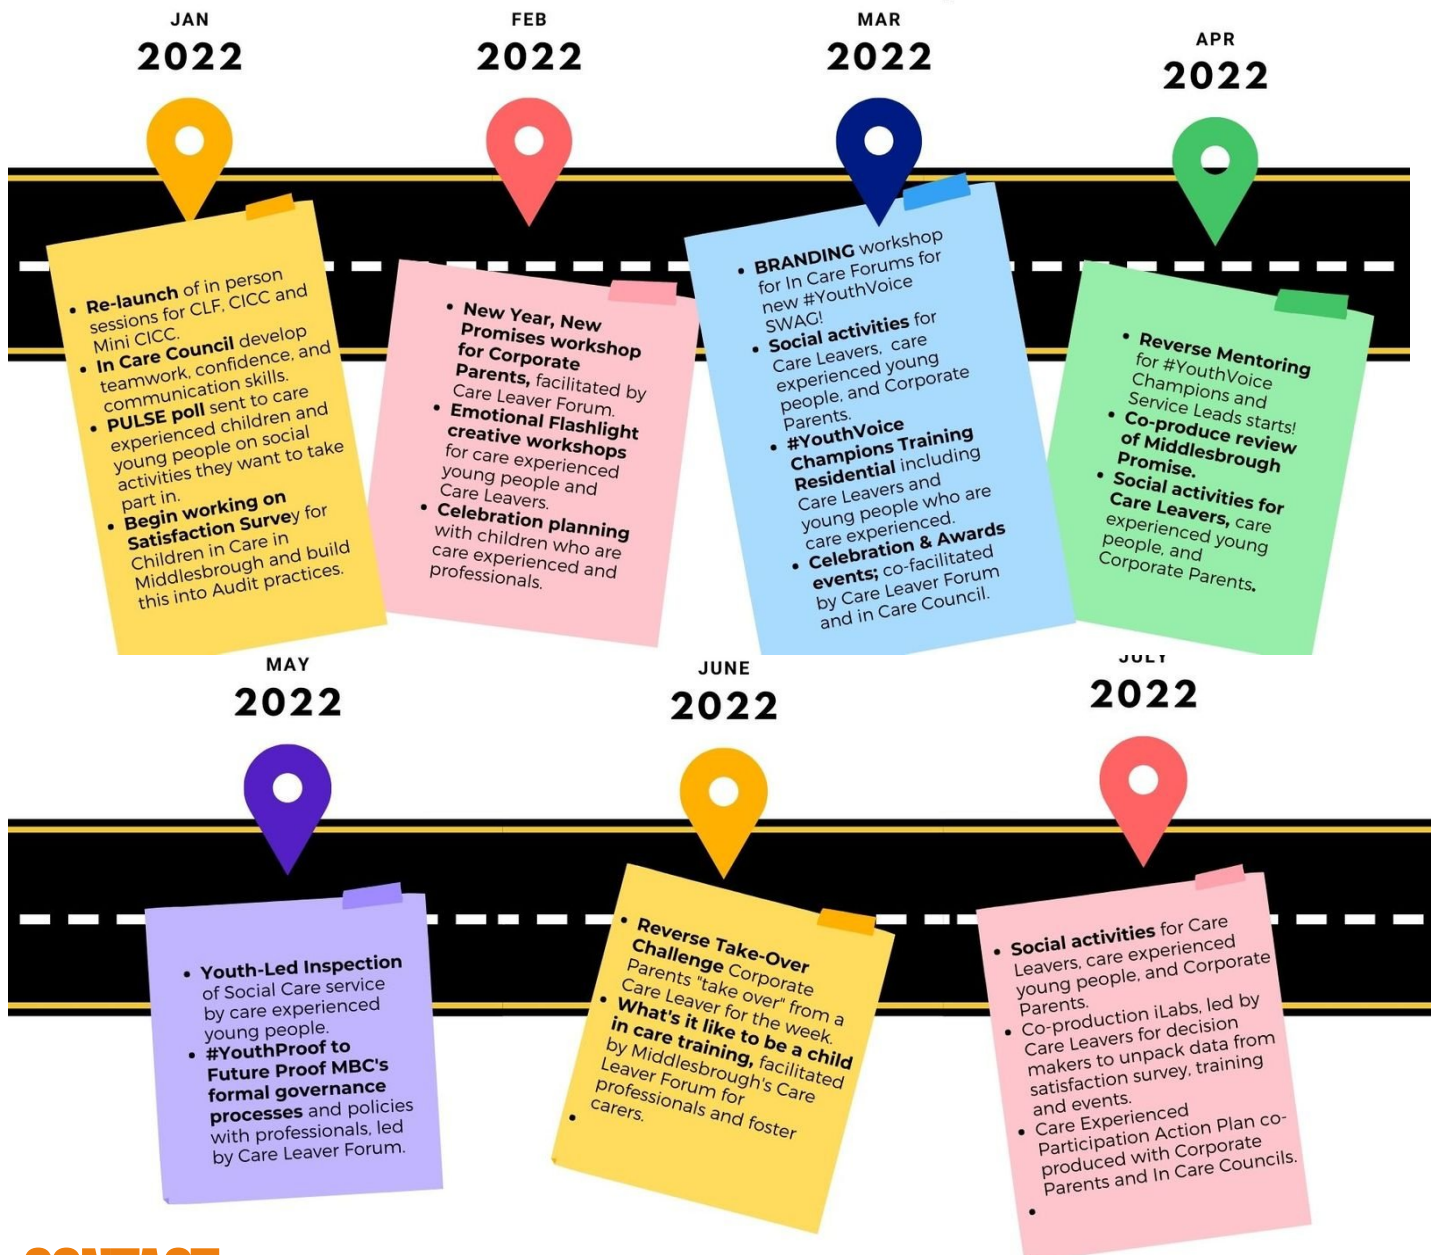 JAN
2022
• Re-launch of in person
sessions for CLF, CICC and
Mini CICC.
• In Care Council develop
teamwork, confidence, and
communication skills.
• PULSE poll sent to care
experienced children and
young people on social
activities they want to take
part in.
• Begin working on
Satisfaction Survey for
Children in Care in
Middlesbrough and build
this into Audit practices.
FEB
2022
• New Year, New
Promises workshop
for Corporate
Parents, facilitated by
Care Leaver Forum.
• Emotional Flashlight
creative workshops
for care experienced
young people and
Care Leavers.
• Celebration planning
with children who are
care experienced and
professionals.
MAR
2022
• BRANDING workshop
for In Care Forums for
new #YouthVoice
SWAG!
• Social activities for
Care Leavers, care
experienced young
people, and Corporate
Parents.
• #YouthVoice
Champions Training
Residential including
Care Leavers and
young people who are
care experienced.
• Celebration & Awards
events; co-facilitated
by Care Leaver Forum
and in Care Council.
APR
2022
• Reverse Mentoring
for #YouthVoice
Champions and
Service Leads starts!
• Co-produce review
of Middlesbrough
Promise.
• Social activities for
Care Leavers, care
experienced young
people, and
Corporate Parents.
MAY
2022
• Youth-Led Inspection
of Social Care service
by care experienced
young people.
• #YouthProof to
Future Proof MBC's
formal governance
processes and policies
with professionals, led
by Care Leaver Forum.
JUNE
2022
• Reverse Take-Over
Challenge Corporate
Parents "take over" from a
Care Leaver for the week.
• What's it like to be a child
in care training, facilitated
by Middlesbrough's Care
Leaver Forum for
professionals and foster
carers.
•
JULY
2022
• Social activities for Care
Leavers, care experienced
young people, and Corporate
Parents.
• Co-production iLabs, led by
Care Leavers for decision
makers to unpack data from
satisfaction survey, training
and events.
• Care Experienced
Participation Action Plan co-
produced with Corporate
Parents and In Care Councils.
•
CONTACT